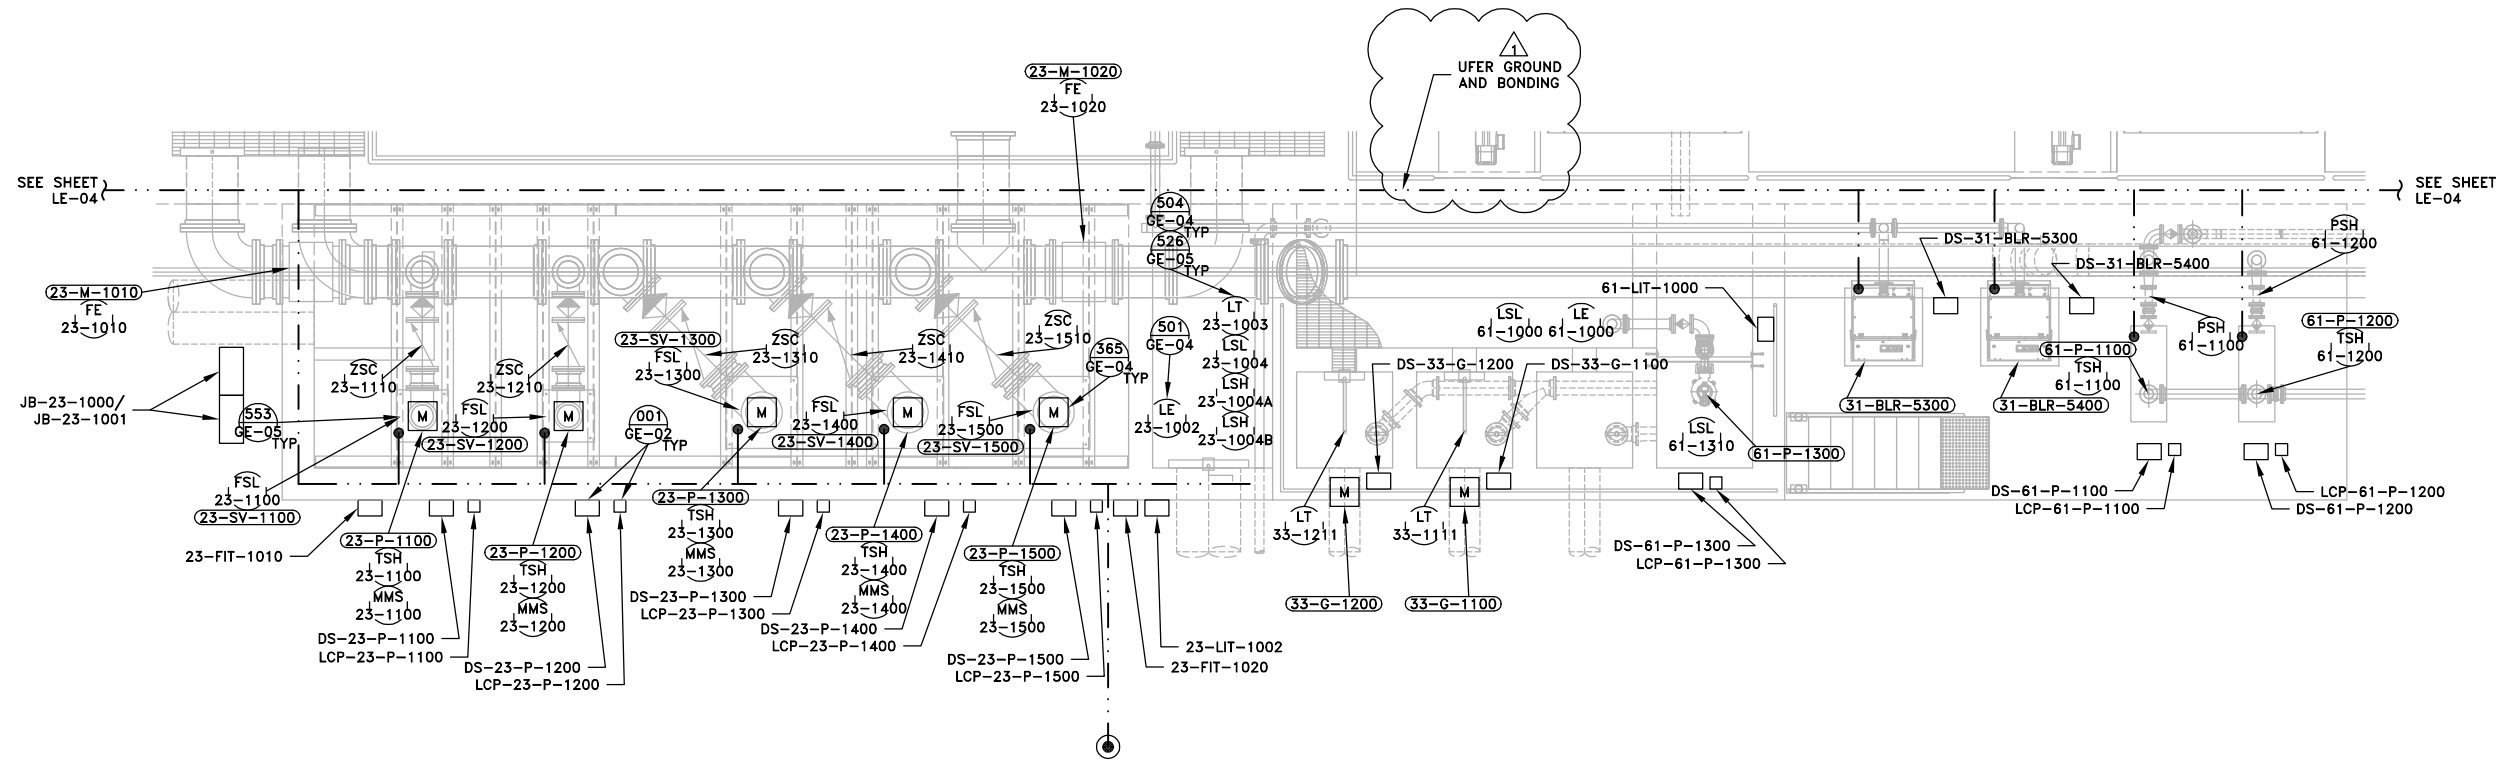 1
UFER GROUND
AND BONDING
23-M-1020
FE
23-1020
SEE SHEET
LE-04
SEE SHEET
LE-04
504
GE-04
TYP
526
GE-05
TYP
PSH
61-1200
DS-31-BLR-5300
DS-31-BLR-5400
23-M-1010
FE
23-1010
61-LIT-1000
LT
23-1003
LSL
23-1004
LSH
23-1004A
LSH
23-1004B
LSL
61-1000
LE
61-1000
ZSC
23-1510
501
GE-04
LE
23-1002
23-SV-1300
FSL
23-1300
ZSC
23-1310
ZSC
23-1410
365
GE-04
TYP
PSH
61-1100
61-P-1200
TSH
61-1200
61-P-1100
TSH
61-1100
DS-33-G-1200
DS-33-G-1100
ZSC
23-1110
ZSC
23-1210
JB-23-1000/
JB-23-1001
553
GE-05
TYP
M
FSL
23-1200
23-SV-1200
M
001
GE-02
TYP
M
FSL
23-1400
23-SV-1400
M
FSL
23-1500
23-SV-1500
M
31-BLR-5300
31-BLR-5400
LSL
61-1310
61-P-1300
FSL
23-1100
23-SV-1100
M
M
23-P-1300
TSH
23-1300
MMS
23-1300
LT
33-1211
LT
33-1111
DS-61-P-1100
LCP-61-P-1100
LCP-61-P-1200
DS-61-P-1200
23-FIT-1010
23-P-1100
TSH
23-1100
MMS
23-1100
23-P-1200
TSH
23-1200
MMS
23-1200
23-P-1400
TSH
23-1400
MMS
23-1400
23-P-1500
TSH
23-1500
MMS
23-1500
DS-61-P-1300
LCP-61-P-1300
DS-23-P-1300
LCP-23-P-1300
33-G-1200
33-G-1100
DS-23-P-1400
LCP-23-P-1400
DS-23-P-1100
LCP-23-P-1100
DS-23-P-1200
LCP-23-P-1200
DS-23-P-1500
LCP-23-P-1500
23-LIT-1002
23-FIT-1020